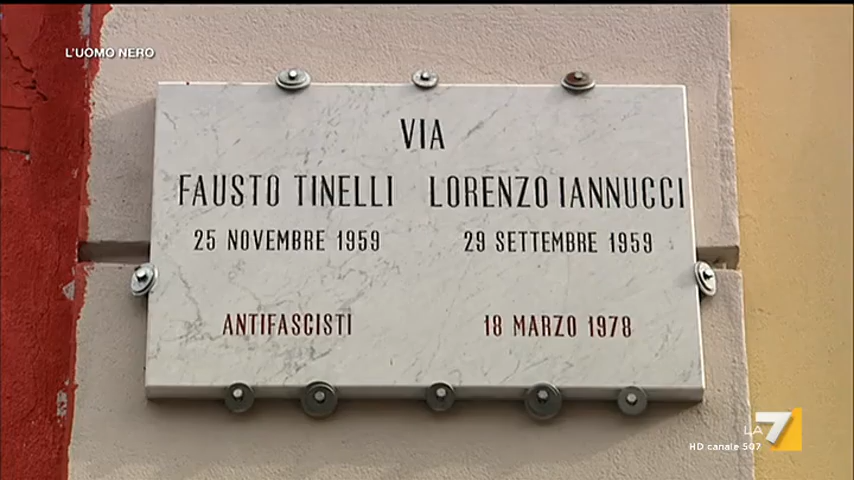 L'UOMO NERO
VIA
FAUSTO TINELLI LORENZO IANNUCCI
25 NOVEMBRE 1959 29 SETTEMBRE 1959
ANTIFASCISTI 18 MARZO 1978
LA7
HD canale 507